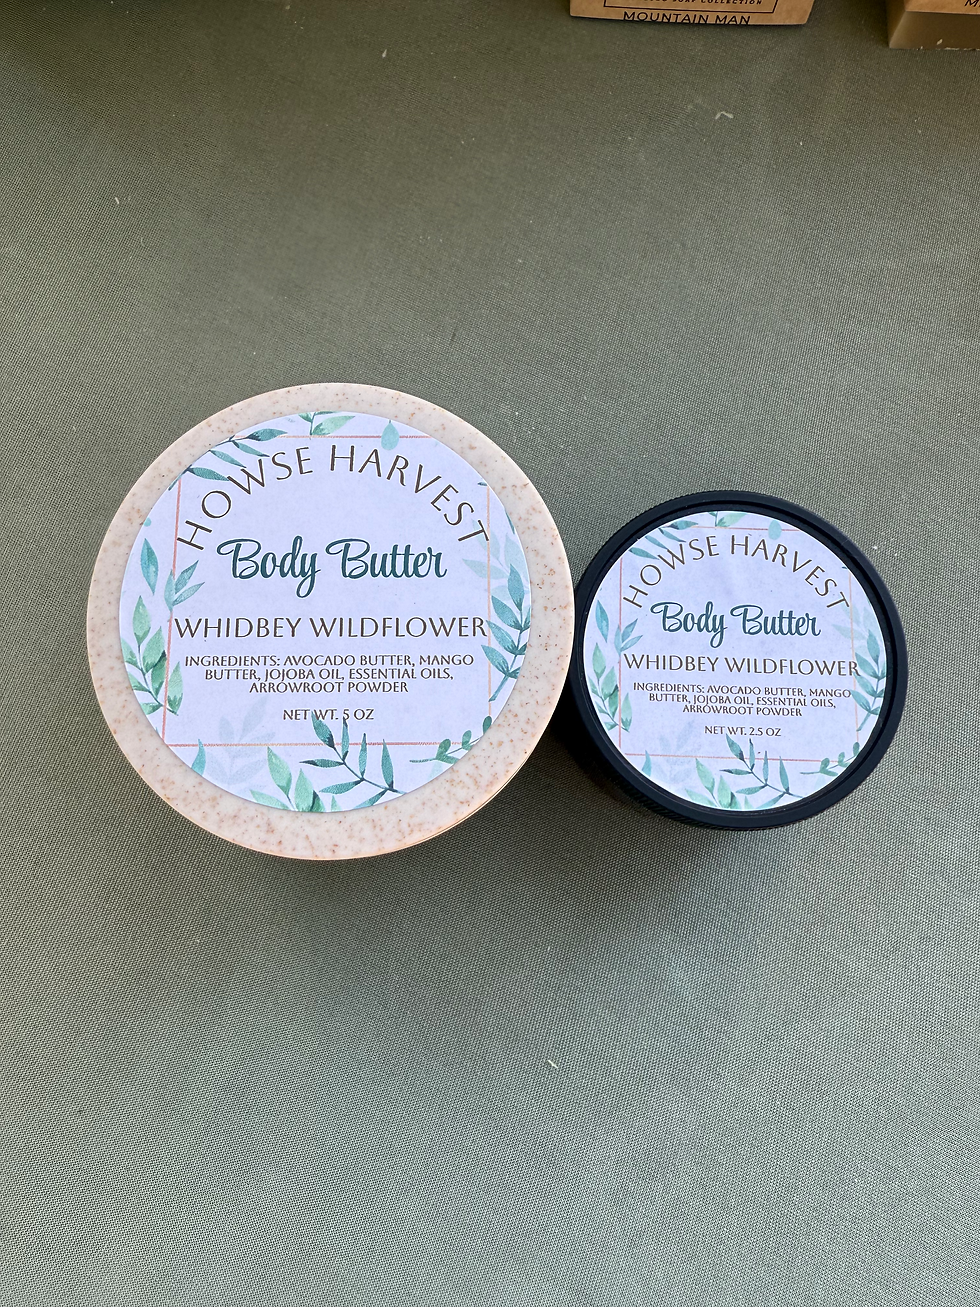 SOAP COLLECTION
MOUNTAIN MAN
HOWSE HARVEST
Body Butter
WHIDBEY WILDFLOWER
INGREDIENTS: AVOCADO BUTTER, MANGO
BUTTER, JOJOBA OIL, ESSENTIAL OILS,
ARROWROOT POWDER
NET WT. 5 OZ
HOWSE HARVEST
Body Butter
WHIDBEY WILDFLOWER
INGREDIENTS: AVOCADO BUTTER, MANGO
BUTTER, JOJOBA OIL, ESSENTIAL OILS,
ARROWROOT POWDER
NET WT. 2.5 OZ